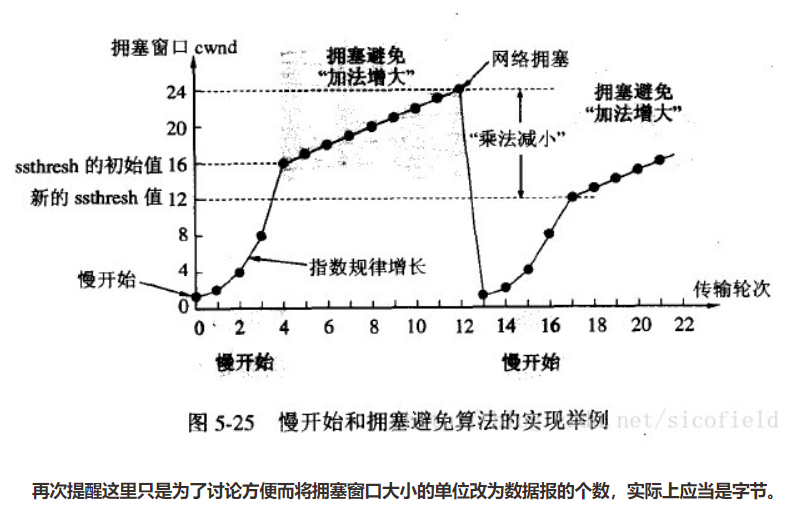 拥塞窗口 cwnd
拥塞避免
“加法增大”
网络拥塞
拥塞避免
“加法增大”
24
20
“乘法减小”
ssthresh 的初始值 16
新的 ssthresh 值 12
8
指数规律增长
慢开始
4
0
传输轮次
0 2 4 6 8 10 12 14 16 18 20 22
慢开始
慢开始
图 5-25 慢开始和拥塞避免算法的实现举例
net/sicofield
再次提醒这里只是为了讨论方便而将拥塞窗口大小的单位改为数据报的个数，实际上应当是字节。